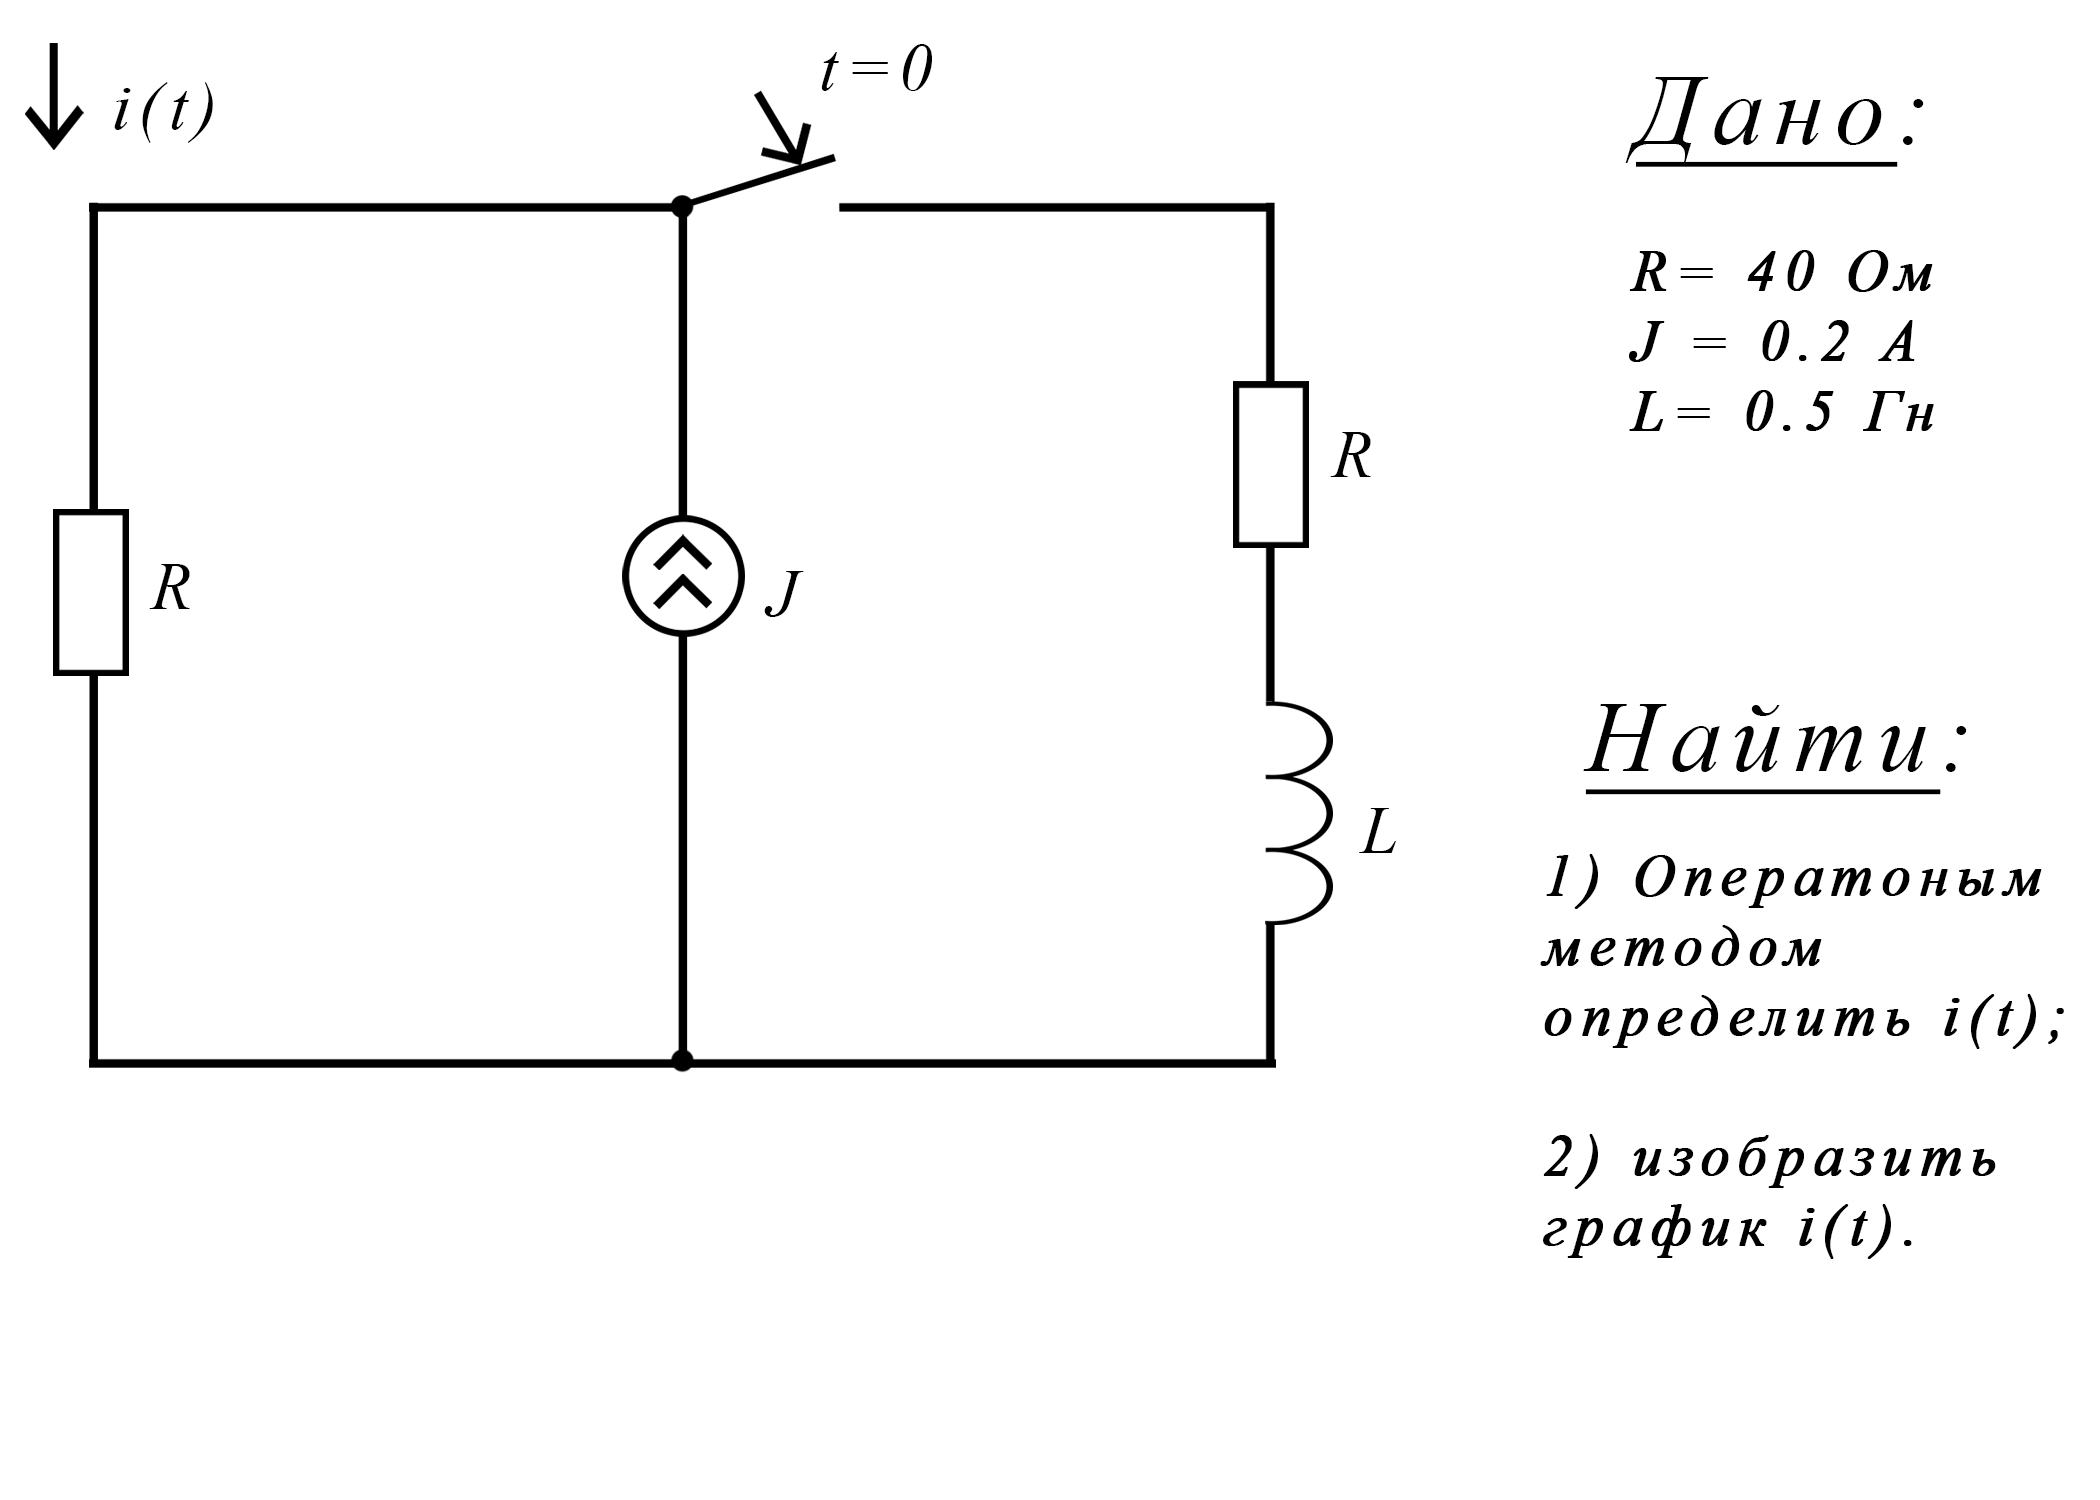 i(t)
t=0
R
J
R
L
Дано:
R= 40 Ом
J = 0.2 А
L= 0.5 Гн
Найти:
1) Оператоным
методом
определить i(t);
2) изобразить
график i(t).